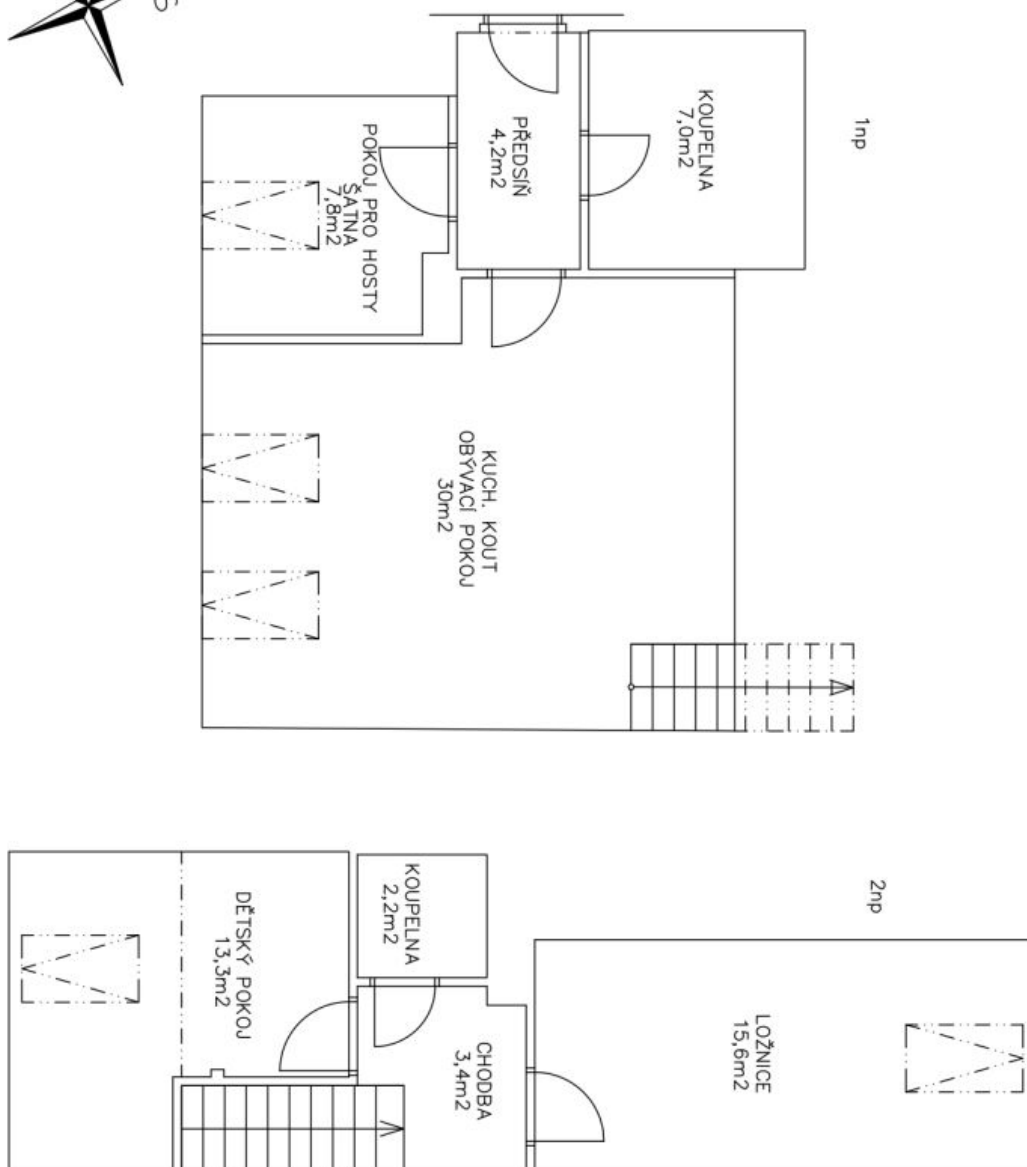 S
1np
KOUPELNA
7,0m2
PŘEDSÍŇ
4,2m2
POKOJ PRO HOSTY
ŠATNA
7,8m2
KUCH. KOUT
OBÝVACÍ POKOJ
30m2
2np
KOUPELNA
2,2m2
DĚTSKÝ POKOJ
13,3m2
CHODBA
3,4m2
LOŽNICE
15,6m2